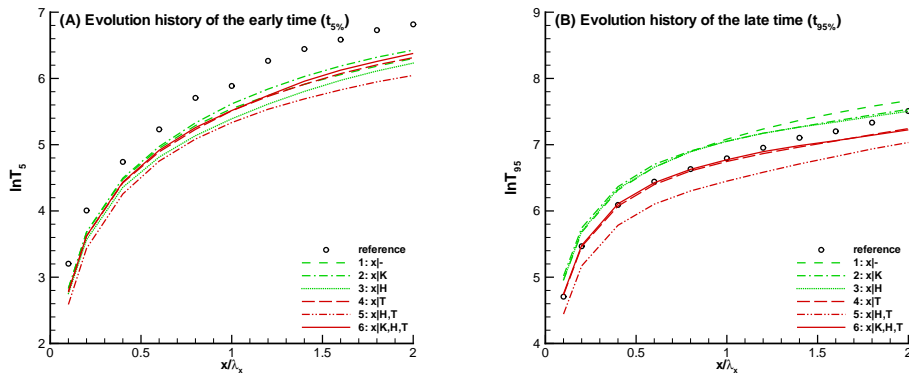 (A) Evolution history of the early time (t5%)
7
6
5
4
3
2
lnT5
0
0.5
1
1.5
2
x/λx
reference
1: x|-
2: x|K
3: x|H
4: x|T
5: x|H,T
6: x|K,H,T
(B) Evolution history of the late time (t95%)
9
8
7
6
5
4
lnT95
0
0.5
1
1.5
2
x/λx
reference
1: x|-
2: x|K
3: x|H
4: x|T
5: x|H,T
6: x|K,H,T